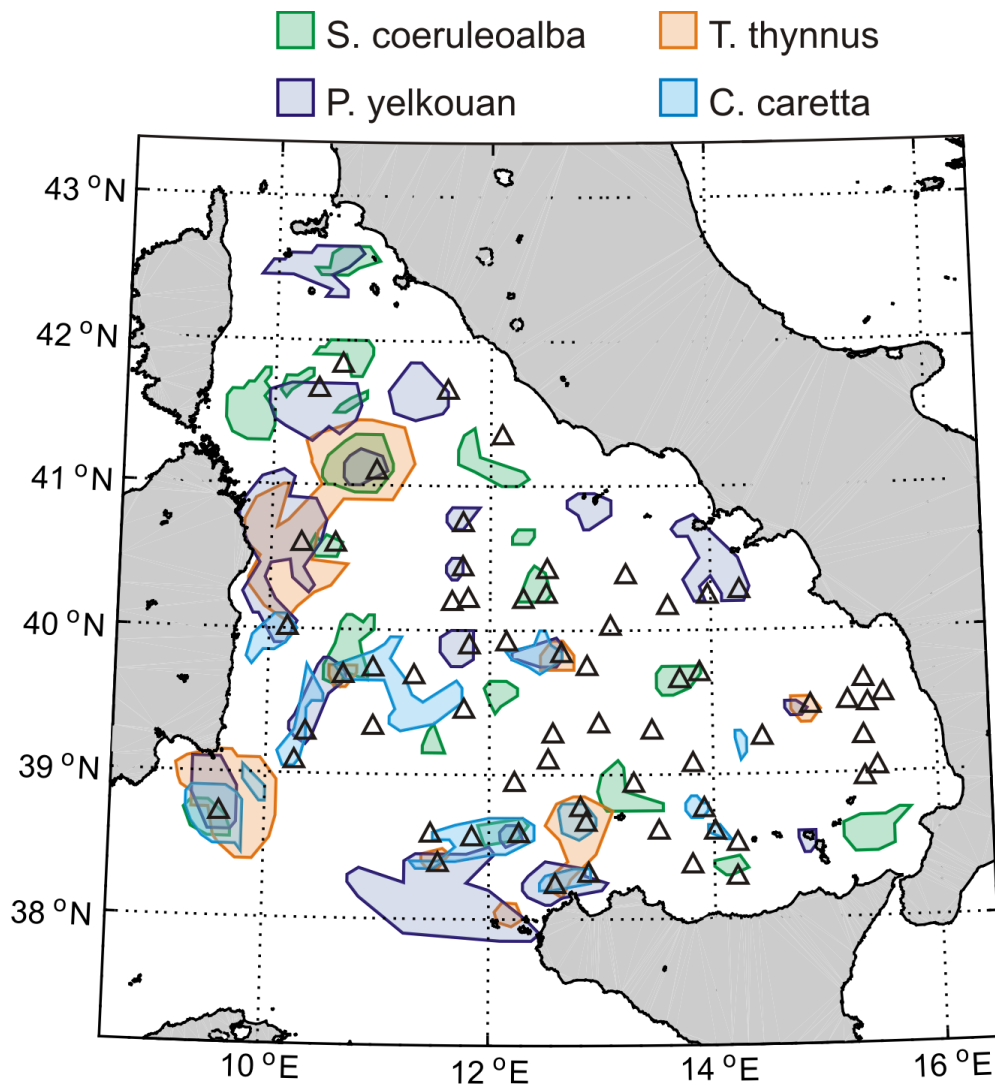 S. coeruleoalba T. thynnus
P. yelkouan C. caretta
43 °N
42 °N
41 °N
40 °N
39 °N
38 °N
10 °E 12 °E 14 °E 16 °E